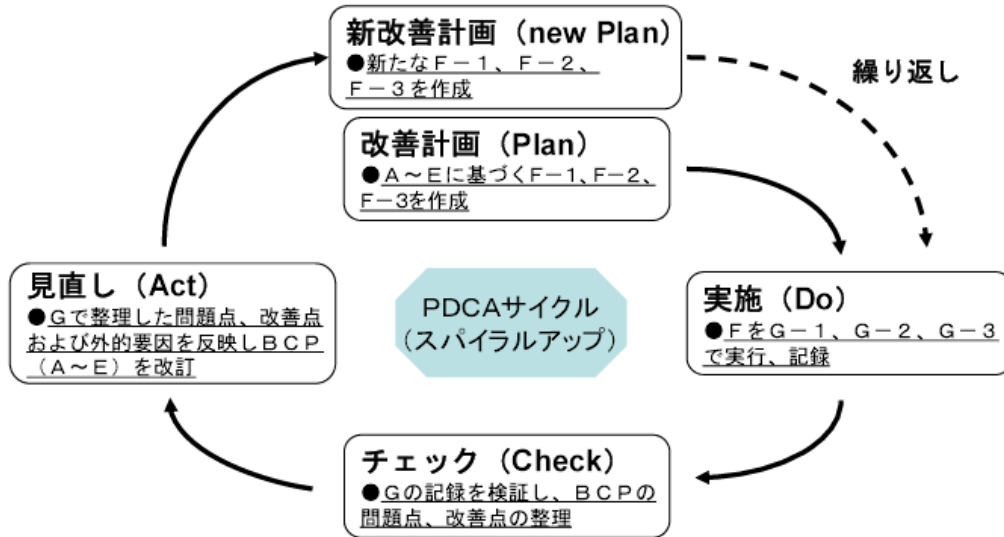 新改善計画（new Plan）
●新たなＦ－１、Ｆ－２、
Ｆ－３を作成
繰り返し
改善計画（Plan）
●Ａ～Ｅに基づくF－1、F－2、
F－3を作成
見直し（Act）
●Ｇで整理した問題点、改善点
および外的要因を反映しＢＣＰ
（Ａ～Ｅ）を改訂
PDCAサイクル
（スパイラルアップ）
実施（Do）
●ＦをＧ－１、Ｇ－２、Ｇ－３
で実行、記録
チェック（Check）
●Ｇの記録を検証し、ＢＣＰの
問題点、改善点の整理